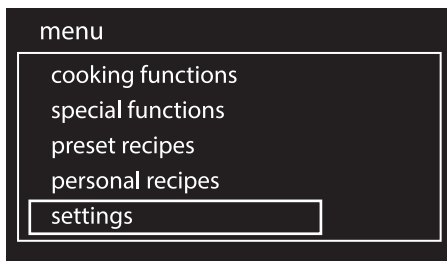 menu
cooking functions
special functions
preset recipes
personal recipes
settings